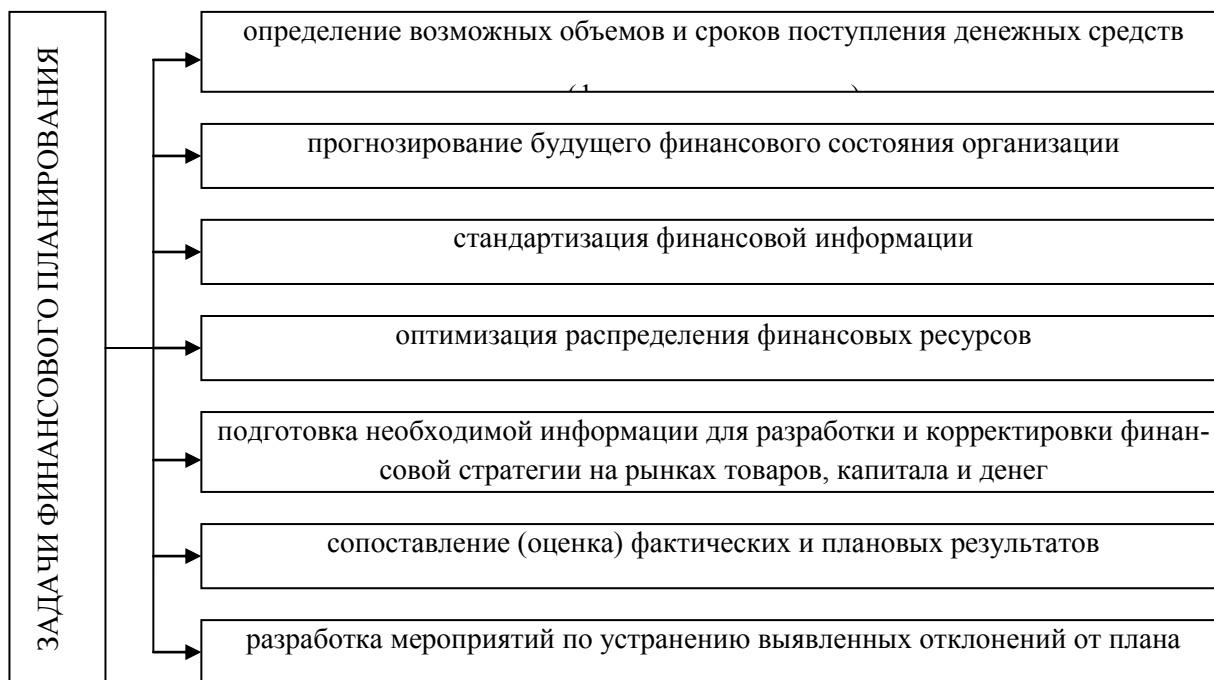 ЗАДАЧИ ФИНАНСОВОГО ПЛАНИРОВАНИЯ
определение возможных объемов и сроков поступления денежных средств
прогнозирование будущего финансового состояния организации
стандартизация финансовой информации
оптимизация распределения финансовых ресурсов
подготовка необходимой информации для разработки и корректировки финан-
совой стратегии на рынках товаров, капитала и денег
сопоставление (оценка) фактических и плановых результатов
разработка мероприятий по устранению выявленных отклонений от плана